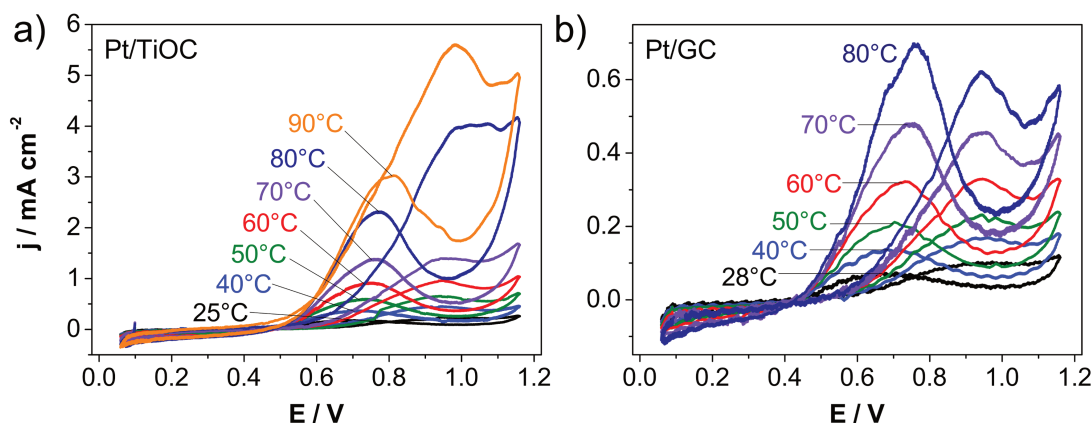 a)
Pt/TiOC
j / mA cm⁻²
6
5
4
3
2
1
0
90°C
80°C
70°C
60°C
50°C
40°C
25°C
0.0 0.2 0.4 0.6 0.8 1.0 1.2
E / V
b)
Pt/GC
0.6
0.4
0.2
0.0
80°C
70°C
60°C
50°C
40°C
28°C
0.0 0.2 0.4 0.6 0.8 1.0 1.2
E / V